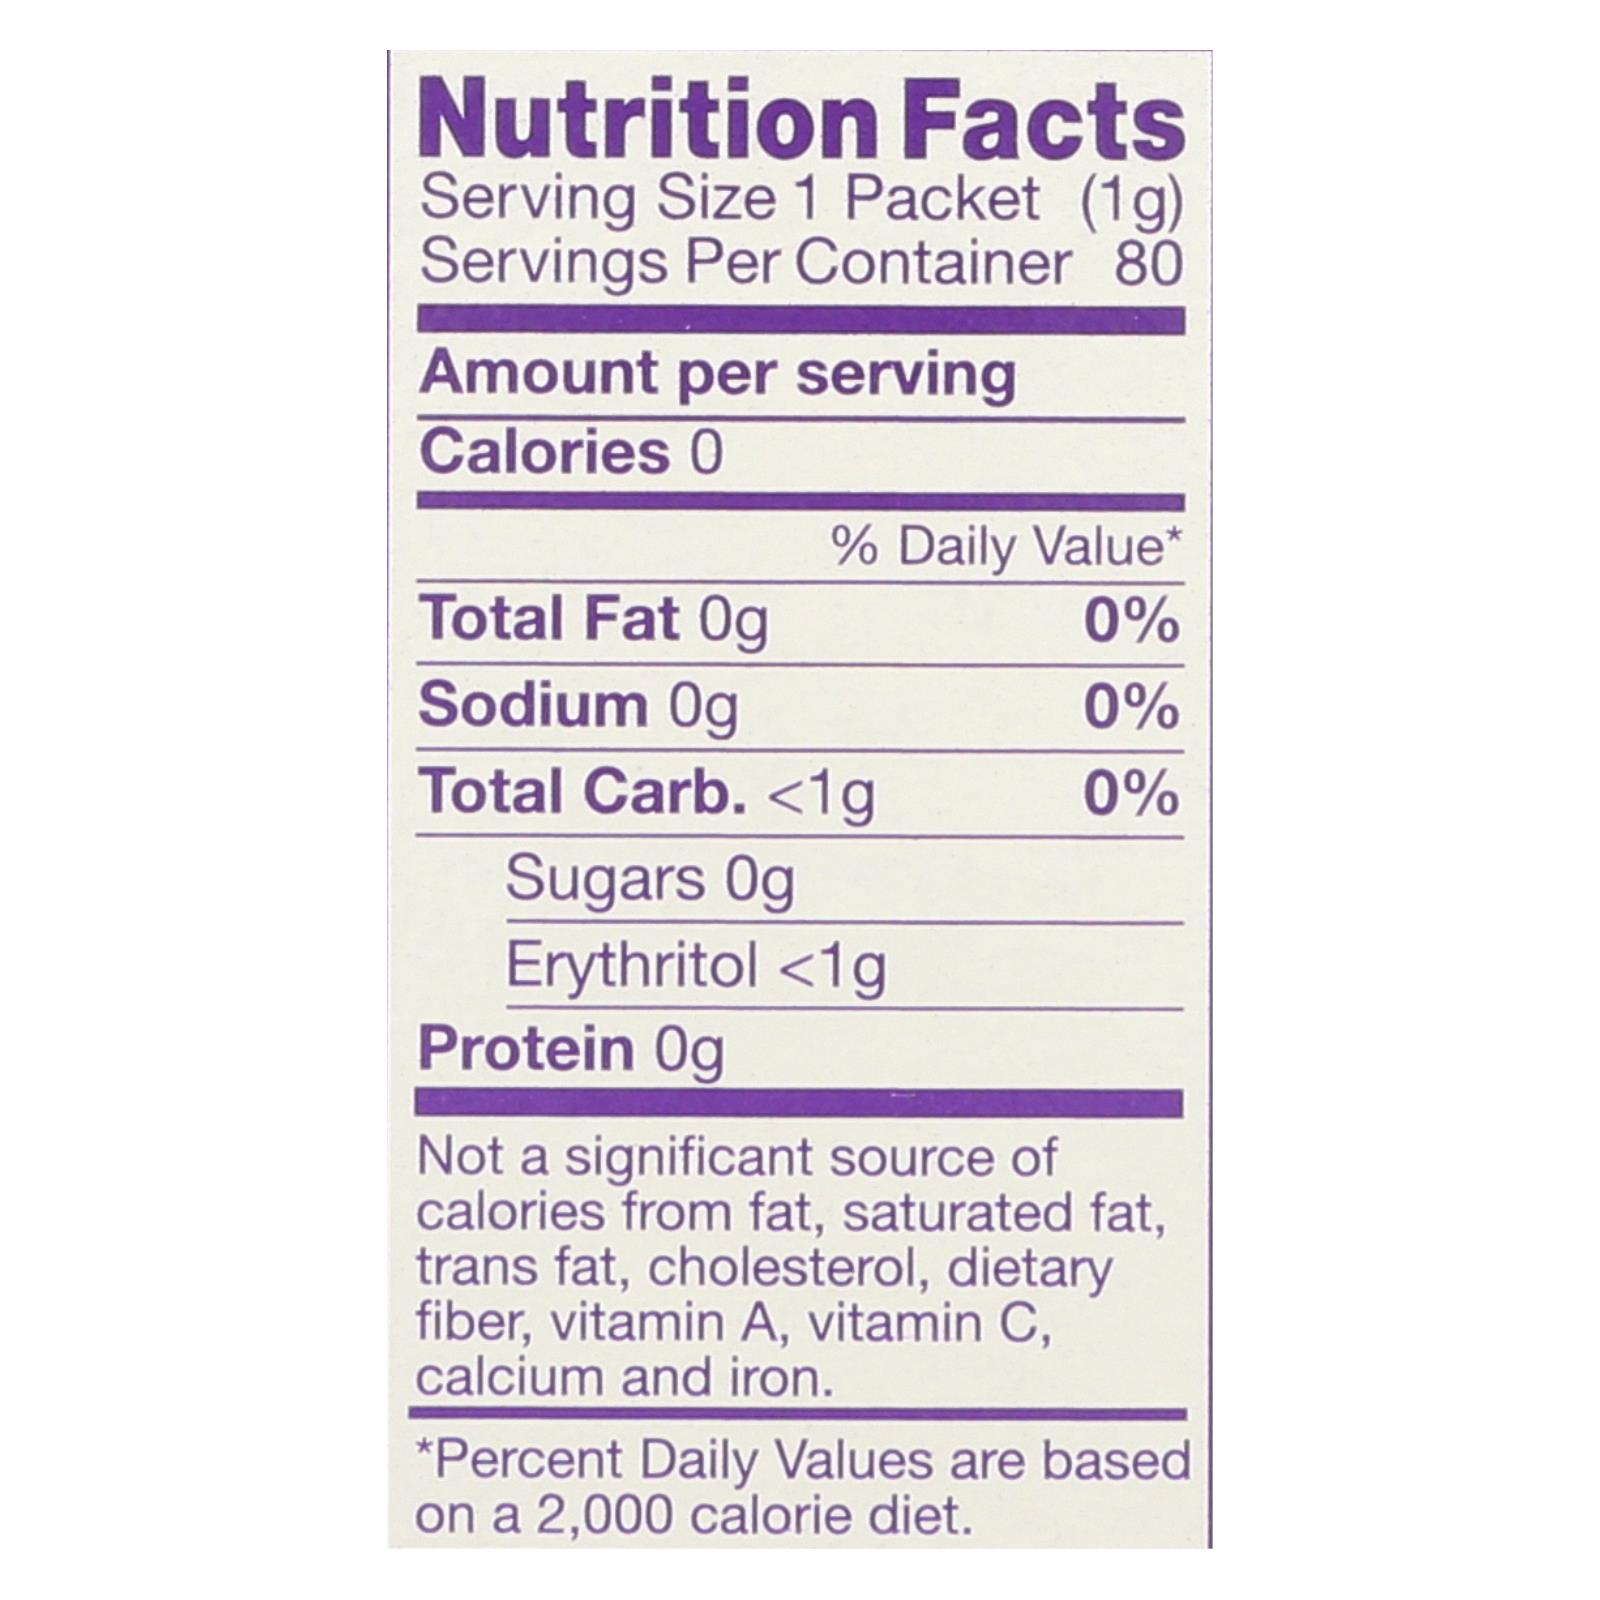 Nutrition Facts
Serving Size 1 Packet (1g)
Servings Per Container 80
Amount per serving
Calories 0
% Daily Value*
Total Fat 0g 0%
Sodium 0g 0%
Total Carb. <1g 0%
Sugars 0g
Erythritol <1g
Protein 0g
Not a significant source of
calories from fat, saturated fat,
trans fat, cholesterol, dietary
fiber, vitamin A, vitamin C,
calcium and iron.
*Percent Daily Values are based
on a 2,000 calorie diet.